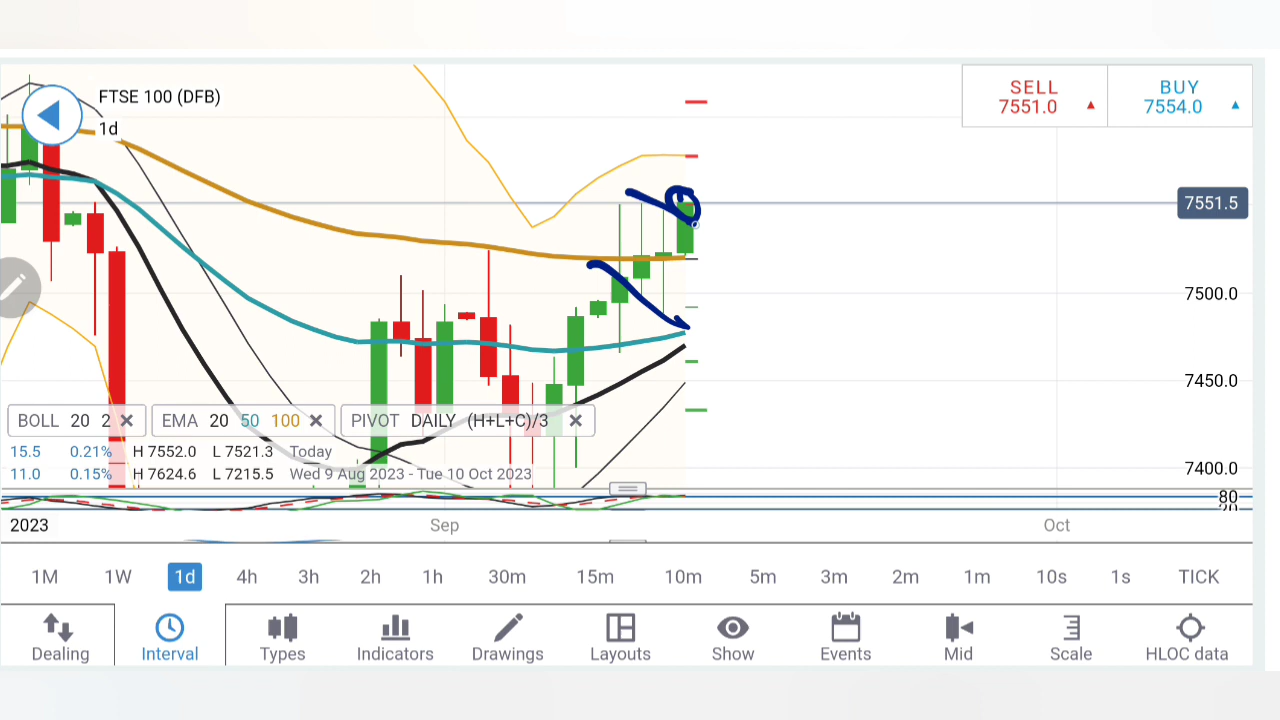 FTSE 100 (DFB)
1d
SELL
7551.0
BUY
7554.0
7551.5
7500.0
7450.0
7400.0
BOLL 20 2
EMA 20 50 100
PIVOT DAILY (H+L+C)/3
15.5 0.21% H 7552.0 L 7521.3 Today
11.0 0.15% H 7624.6 L 7215.5 Wed 9 Aug 2023 - Tue 10 Oct 2023
80
20
2023 Sep Oct
1M 1W 1d 4h 3h 2h 1h 30m 15m 10m 5m 3m 2m 1m 10s 1s TICK
Dealing Interval Types Indicators Drawings Layouts Show Events Mid Scale HLOC data